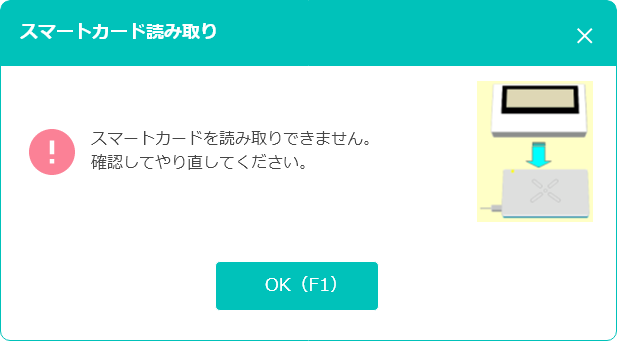 スマートカード読み取り
スマートカードを読み取りできません。
確認してやり直してください。
OK（F1）